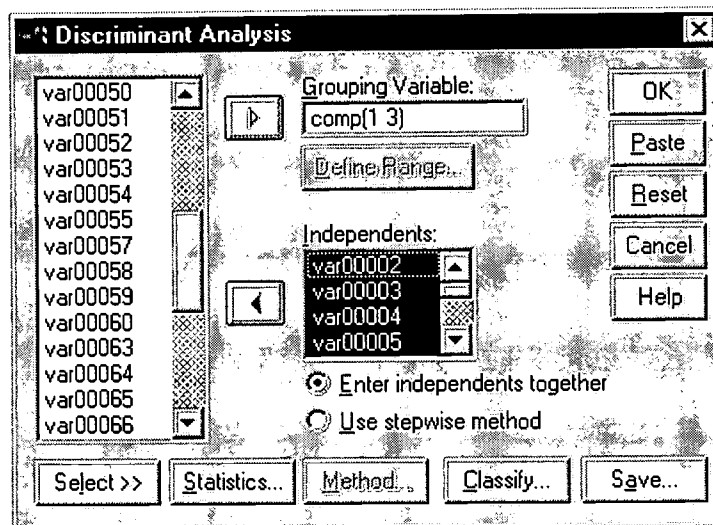 Discriminant Analysis
var00050
var00051
var00052
var00053
var00054
var00055
var00057
var00058
var00059
var00060
var00063
var00064
var00065
var00066
Grouping Variable:
comp(1 3)
Define Range...
Independents:
var00002
var00003
var00004
var00005
Enter independents together
Use stepwise method
OK
Paste
Reset
Cancel
Help
Select >>
Statistics...
Method...
Classify...
Save...